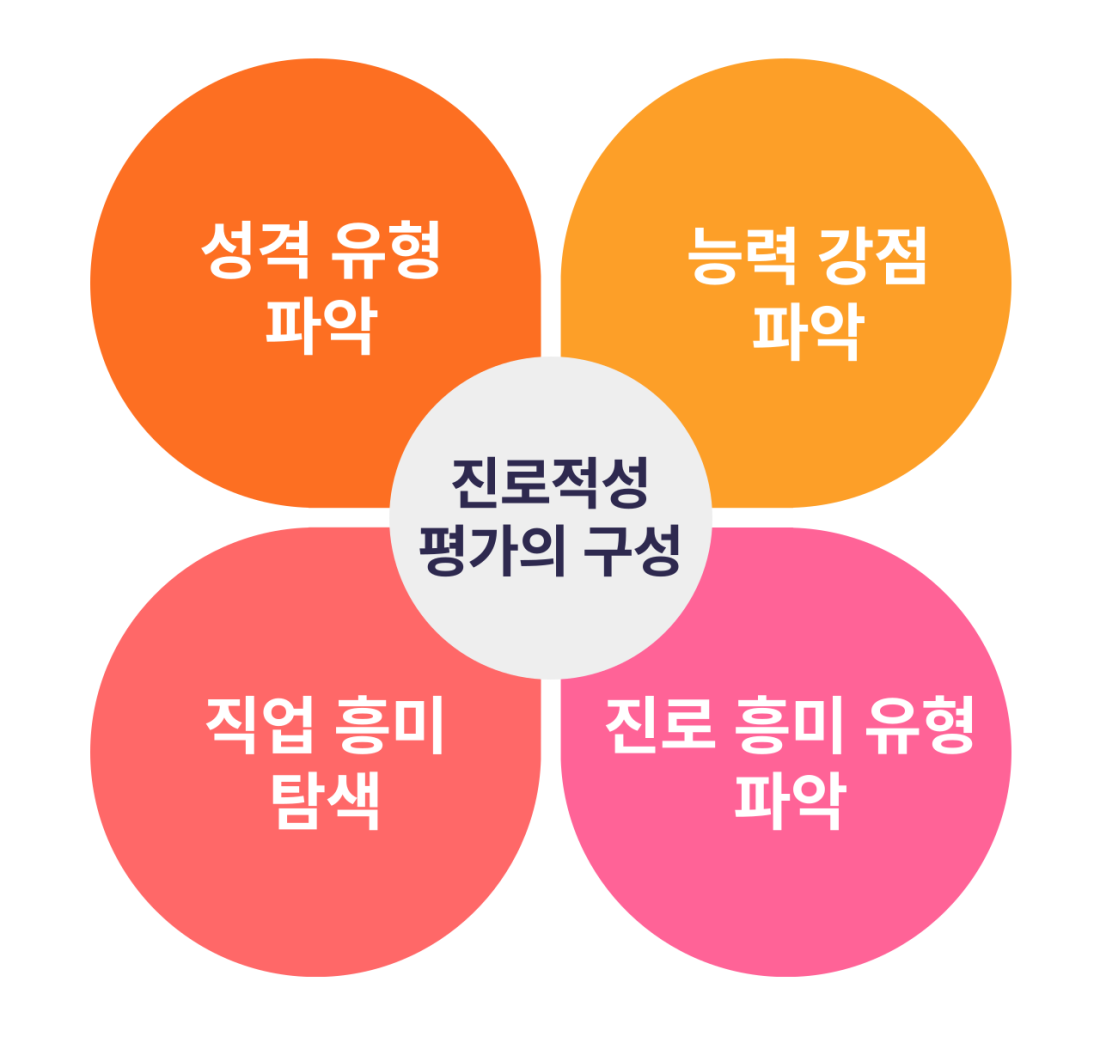 성격 유형
파악
능력 강점
파악
진로적성
평가의 구성
직업 흥미
탐색
진로 흥미 유형
파악